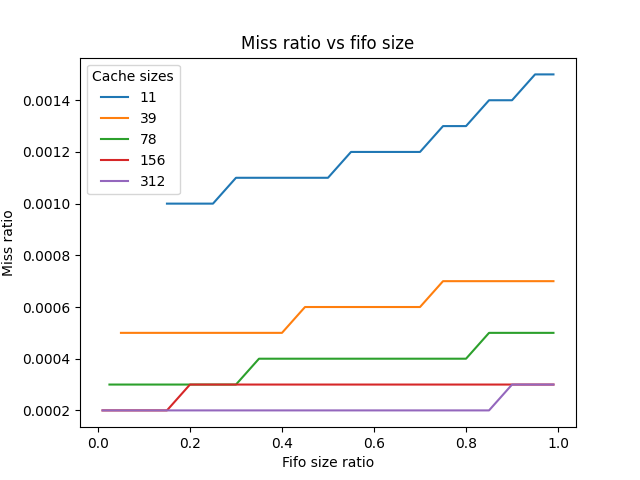 Miss ratio vs fifo size
Cache sizes
11
39
78
156
312
0.0014
0.0012
0.0010
0.0008
0.0006
0.0004
0.0002
Miss ratio
0.0 0.2 0.4 0.6 0.8 1.0
Fifo size ratio